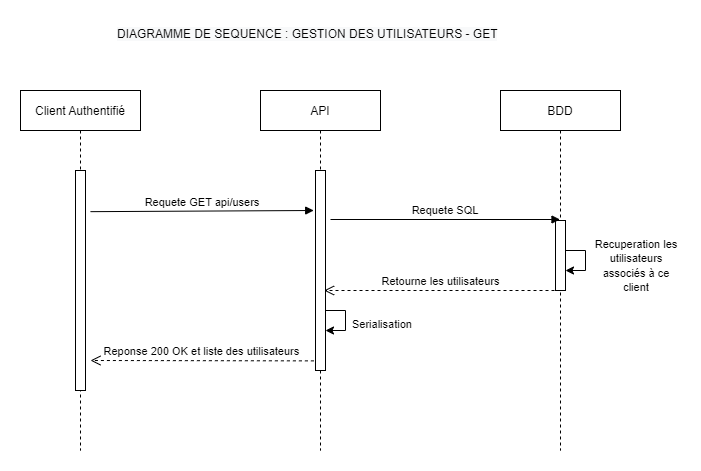 DIAGRAMME DE SEQUENCE : GESTION DES UTILISATEURS - GET
Client Authentifié
API
BDD
Requete GET api/users
Requete SQL
Recuperation les
utilisateurs
associés à ce
client
Retourne les utilisateurs
Serialisation
Reponse 200 OK et liste des utilisateurs